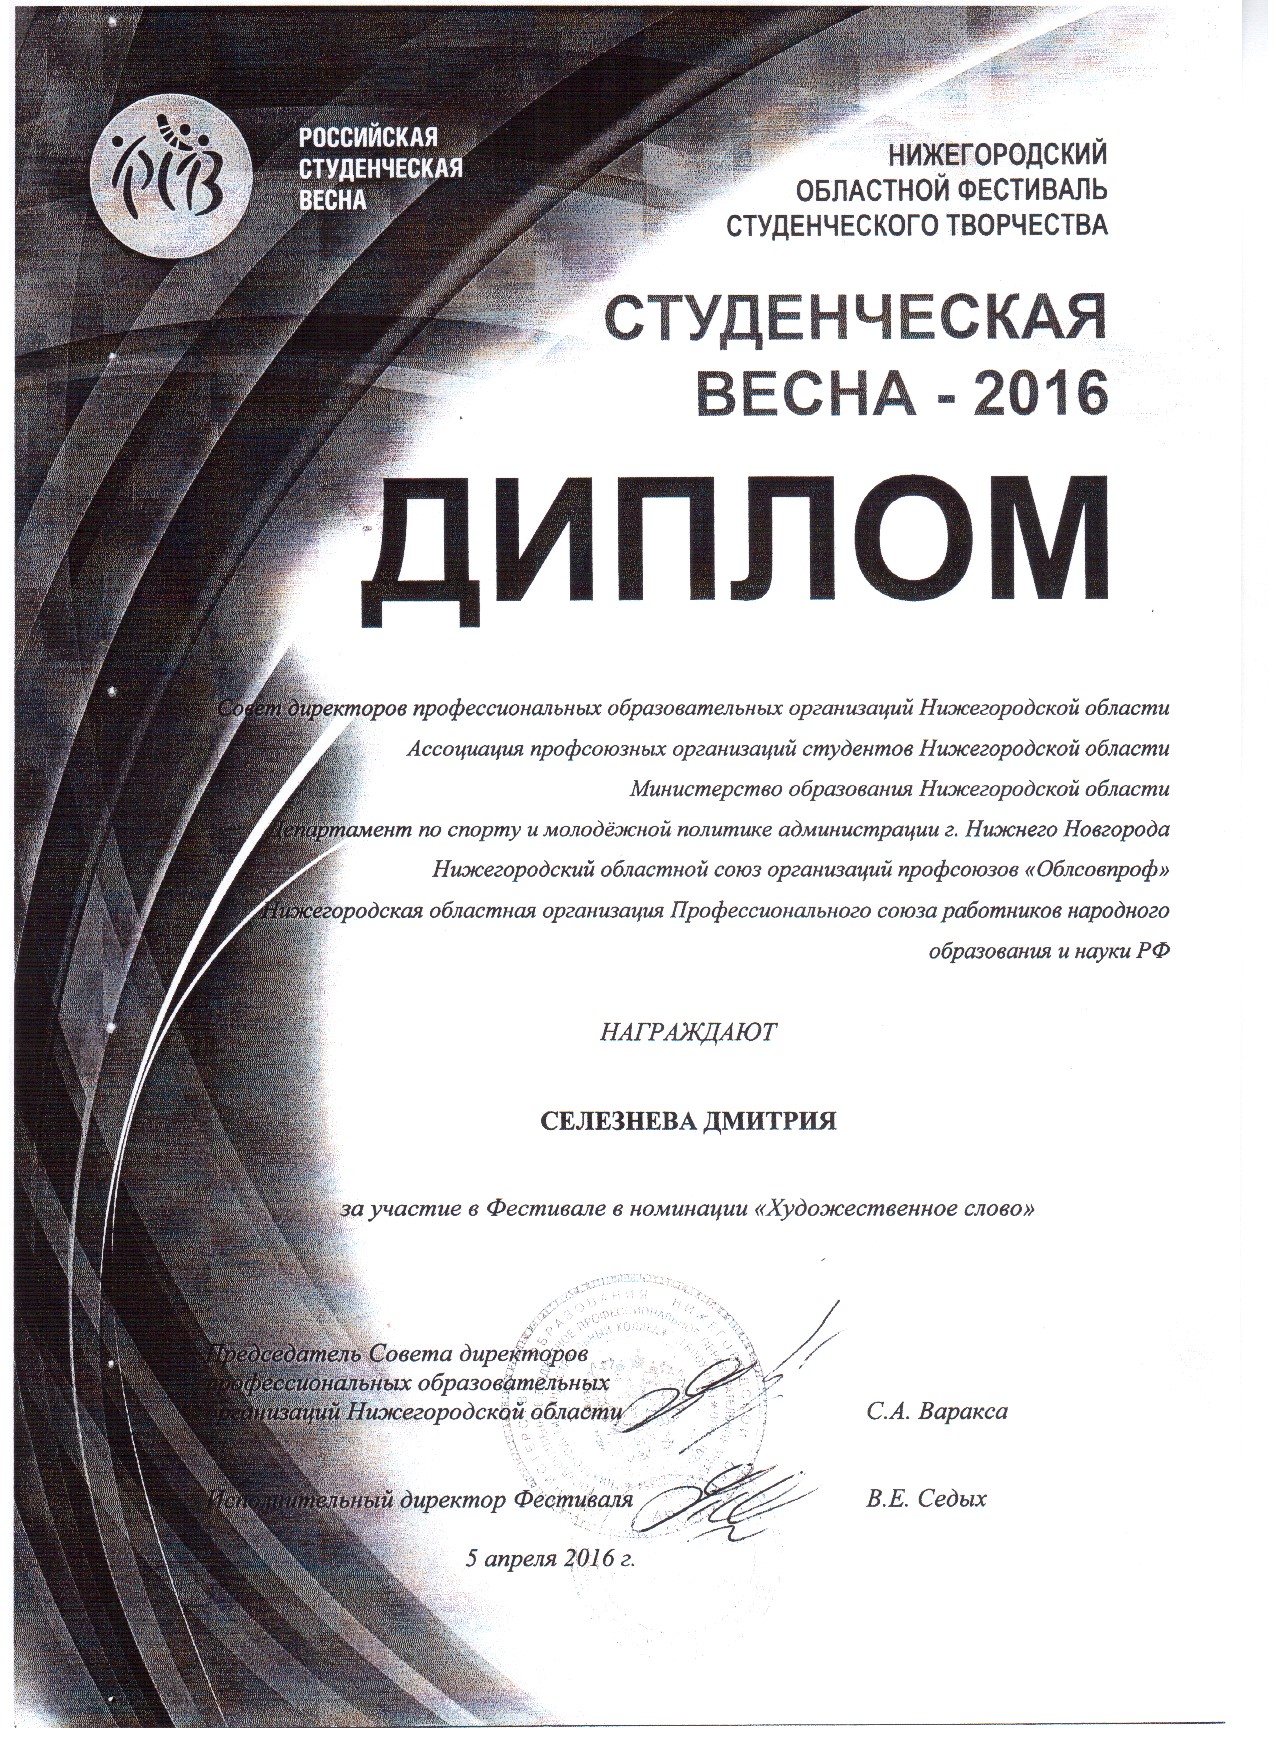 РСВ
РОССИЙСКАЯ
СТУДЕНЧЕСКАЯ
ВЕСНА
НИЖЕГОРОДСКИЙ
ОБЛАСТНОЙ ФЕСТИВАЛЬ
СТУДЕНЧЕСКОГО ТВОРЧЕСТВА
СТУДЕНЧЕСКАЯ
ВЕСНА - 2016
ДИПЛОМ
Совет директоров профессиональных образовательных организаций Нижегородской области
Ассоциация профсоюзных организаций студентов Нижегородской области
Министерство образования Нижегородской области
Департамент по спорту и молодёжной политике администрации г. Нижнего Новгорода
Нижегородский областной союз организаций профсоюзов «Облсовпроф»
Нижегородская областная организация Профессионального союза работников народного
образования и науки РФ
НАГРАЖДАЮТ
СЕЛЕЗНЕВА ДМИТРИЯ
за участие в Фестивале в номинации «Художественное слово»
Председатель Совета директоров
профессиональных образовательных
организаций Нижегородской области
С.А. Варакса
Исполнительный директор Фестиваля
В.Е. Седых
5 апреля 2016 г.